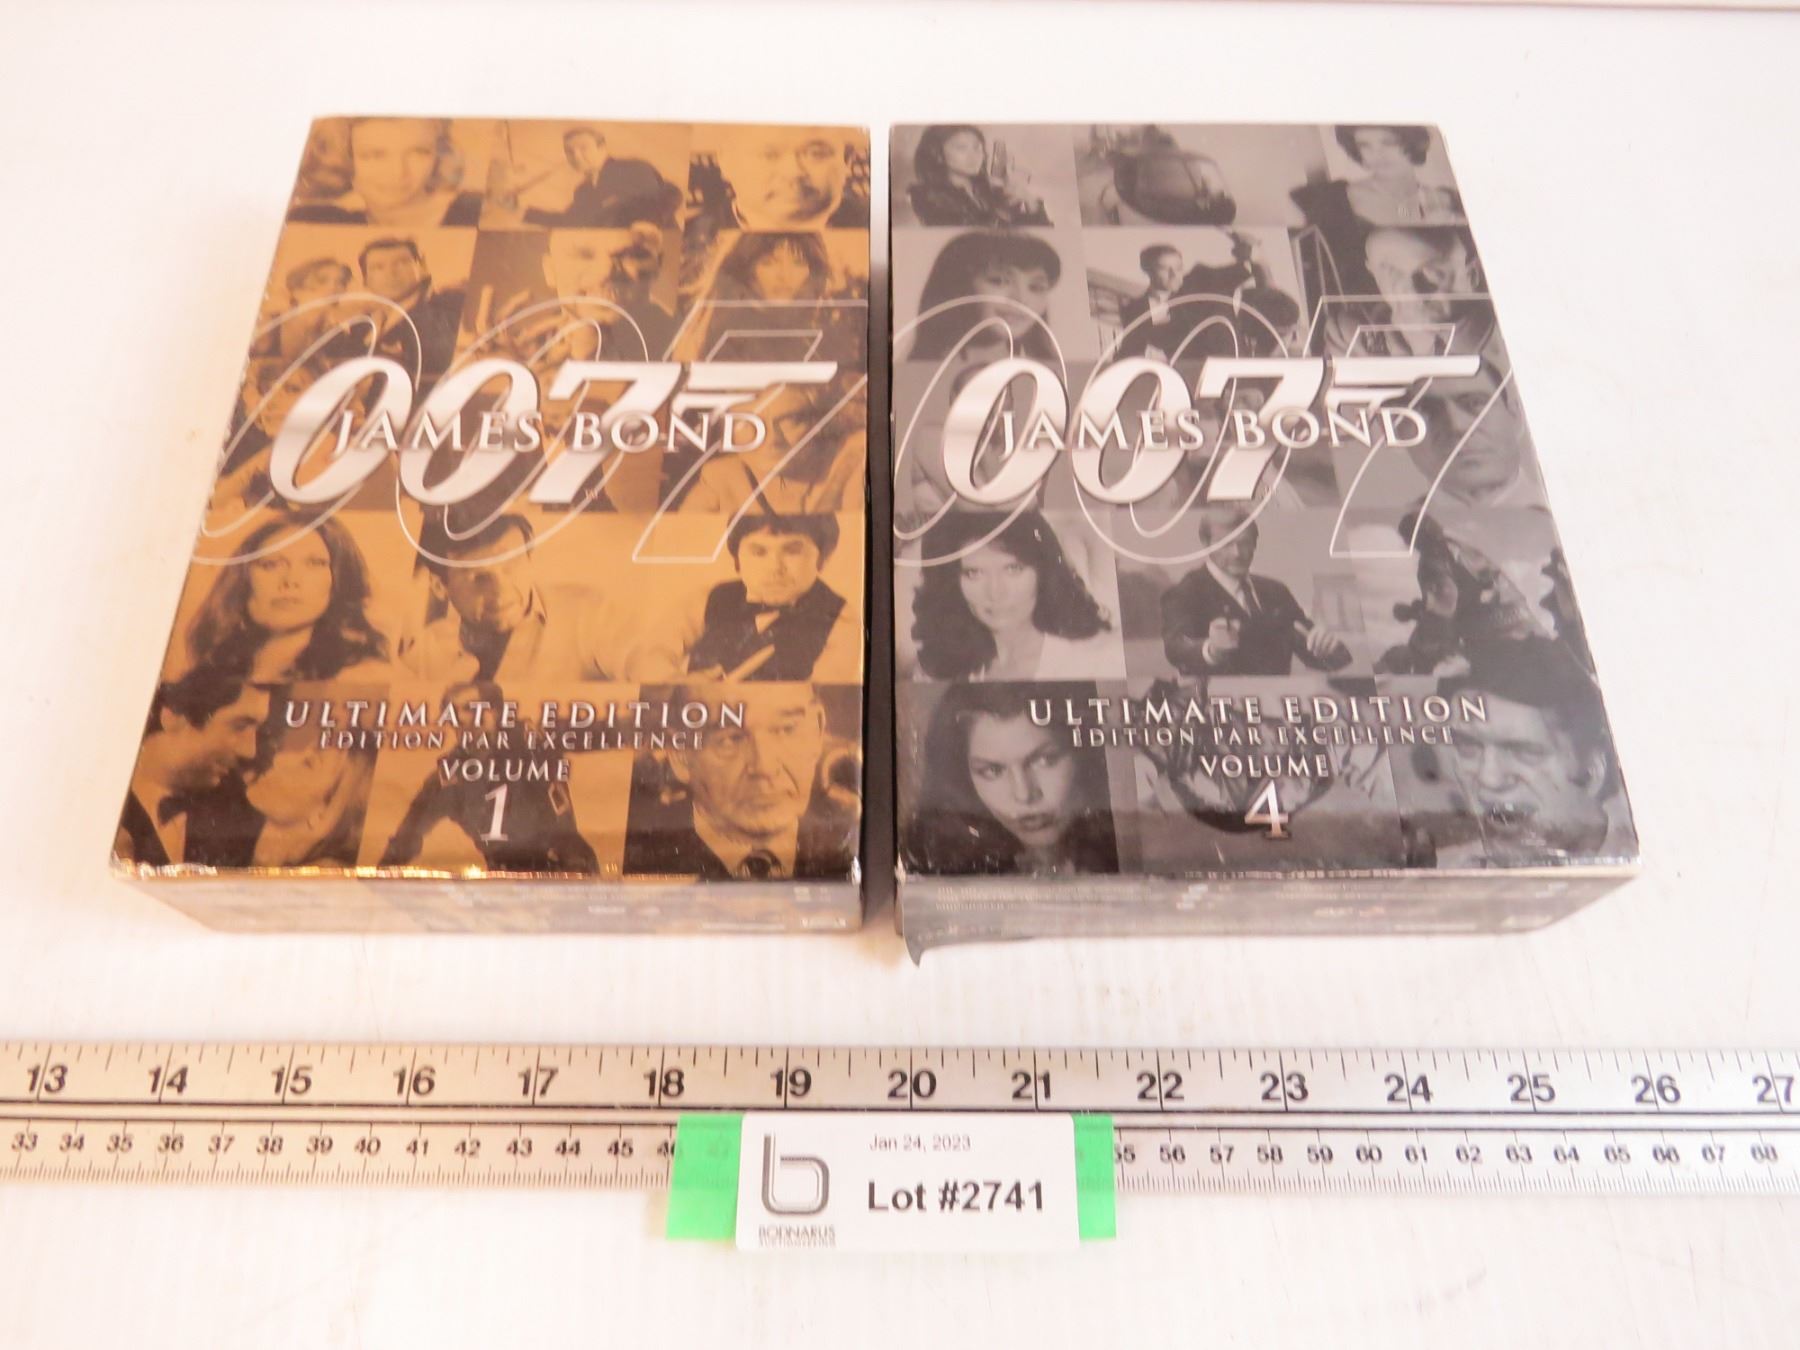 007
JAMES BOND
ULTIMATE EDITION
ÉDITION PAR EXCELLENCE
VOLUME
1
007
JAMES BOND
ULTIMATE EDITION
ÉDITION PAR EXCELLENCE
VOLUME
4
13 14 15 16 17 18 19 20 21 22 23 24 25 26 27
33 34 35 36 37 38 39 40 41 42 43 44 45 55 56 57 58 59 60 61 62 63 64 65 66 67 68
Jan 24, 2023
Lot #2741
b
BODNARUS
AUCTIONEERING